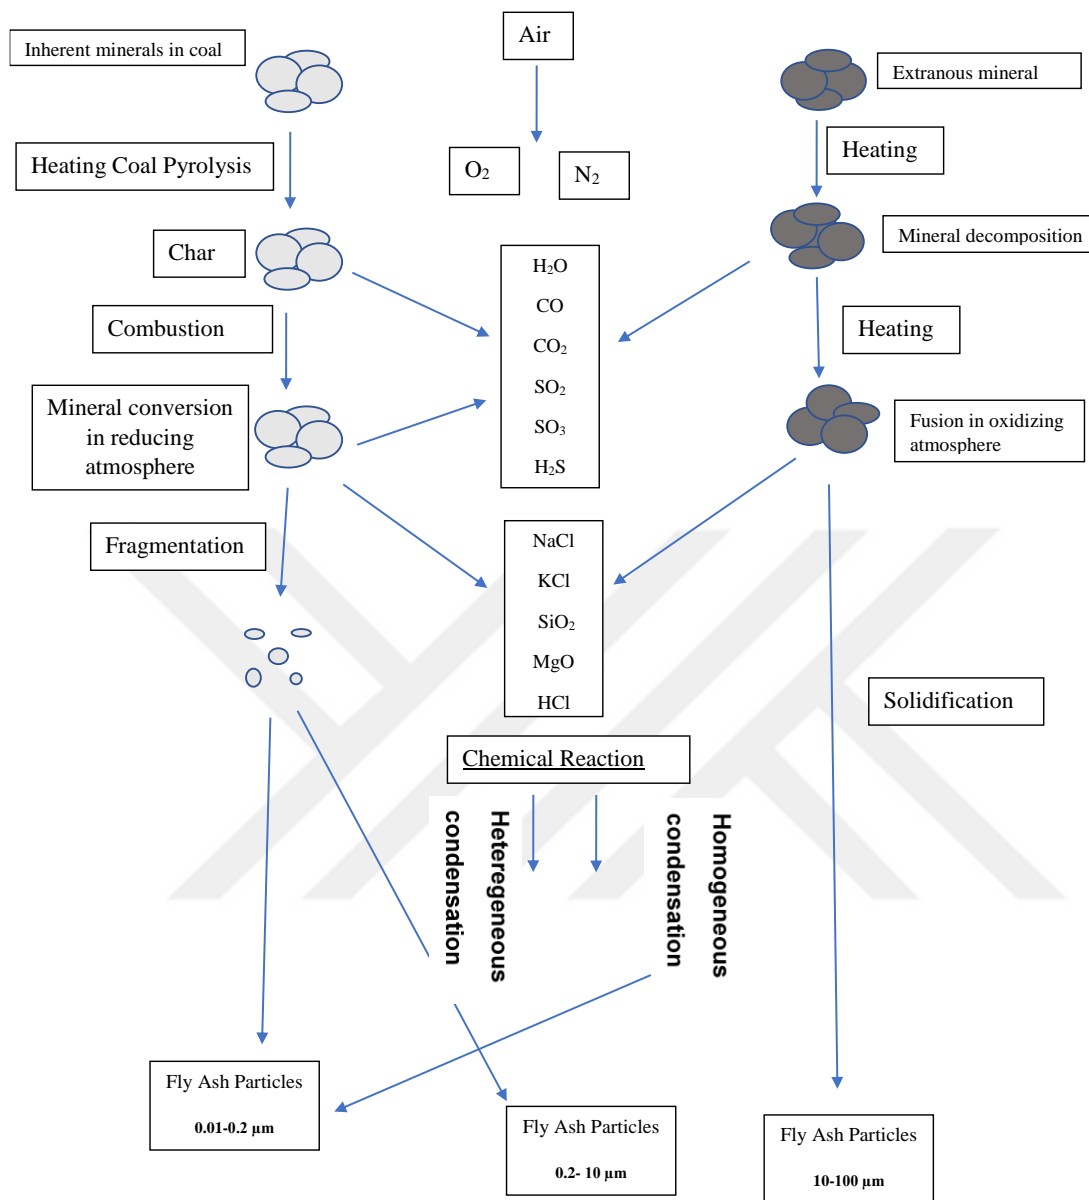 Inherent minerals in coal
Air
Extranous mineral
Heating Coal Pyrolysis
O₂
N₂
Heating
Char
Mineral decomposition
H₂O
CO
CO₂
SO₂
SO₃
H₂S
Combustion
Heating
Mineral conversion
in reducing
atmosphere
Fusion in oxidizing
atmosphere
Fragmentation
NaCl
KCl
SiO₂
MgO
HCl
Solidification
Chemical Reaction
Heteregeneous
condensation
Homogeneous
condensation
Fly Ash Particles
0.01-0.2 µm
Fly Ash Particles
0.2- 10 µm
Fly Ash Particles
10-100 µm